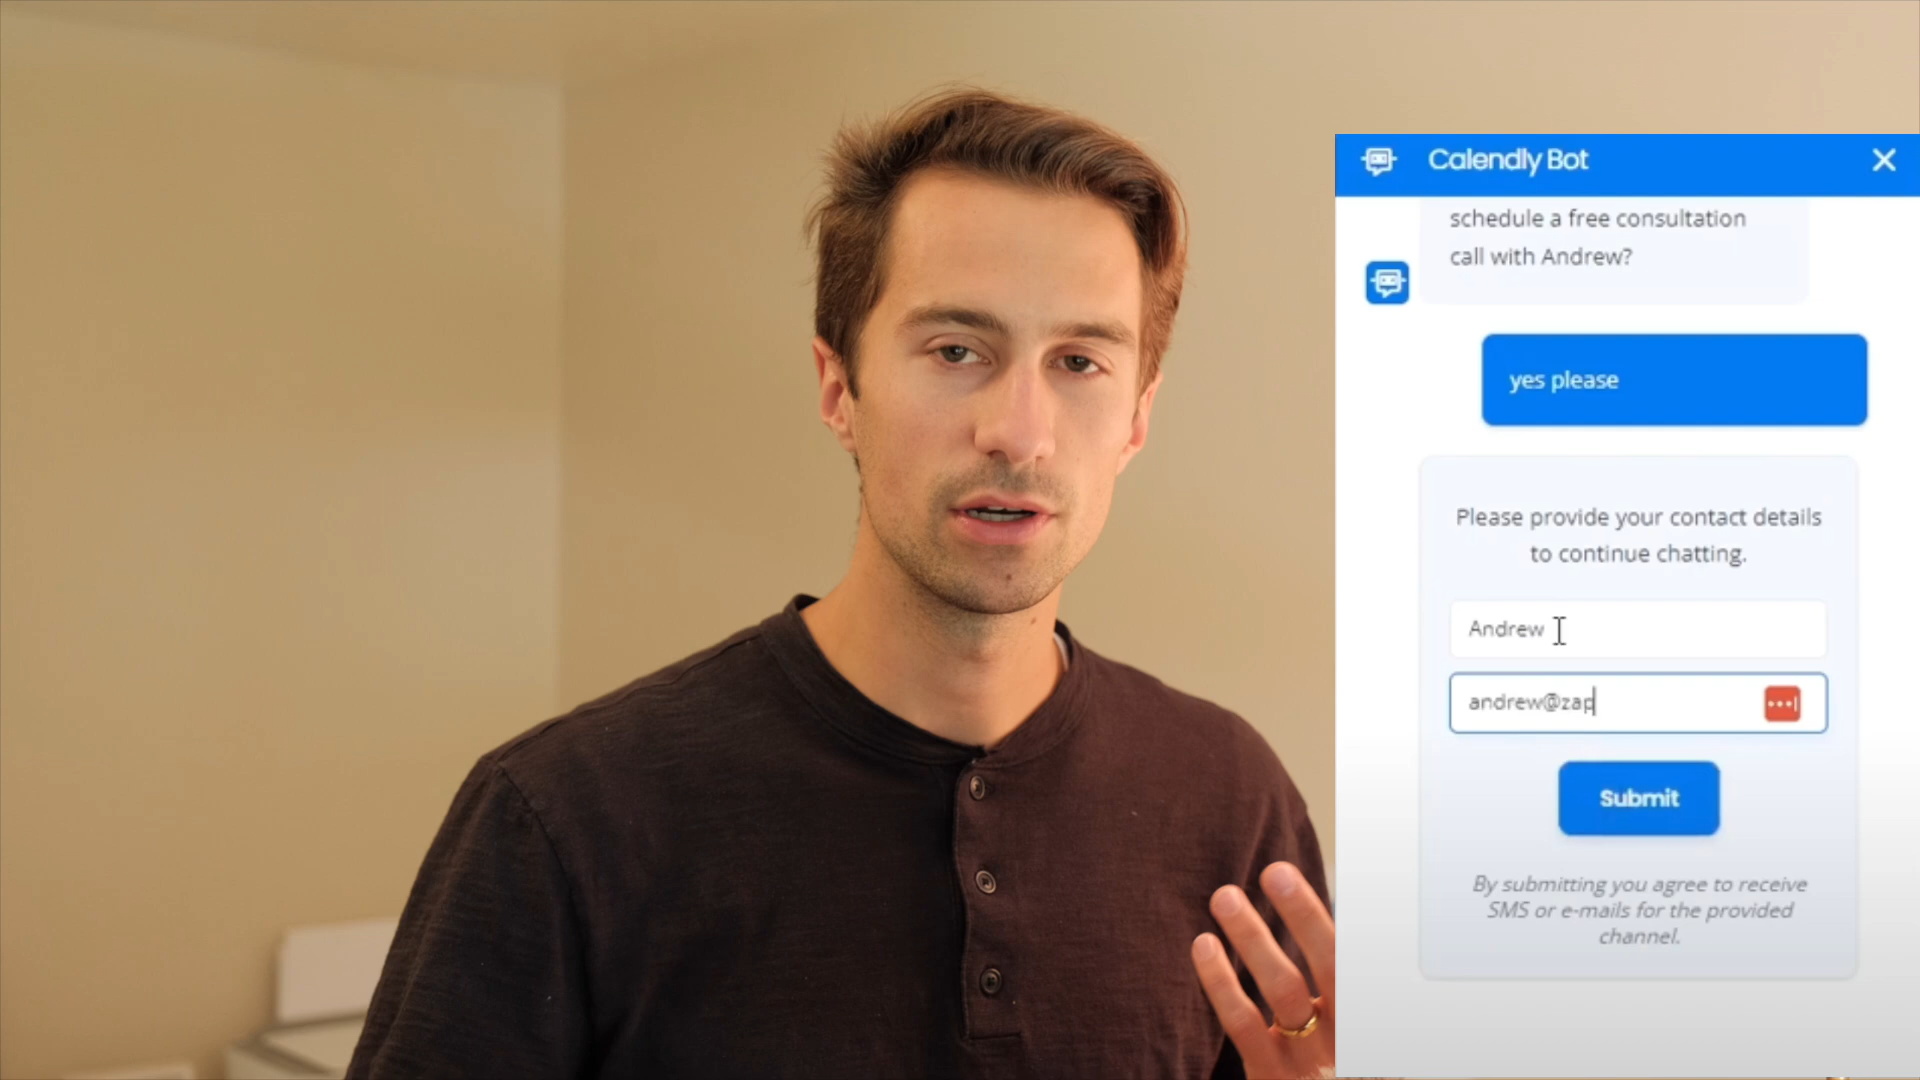 Calendly Bot
schedule a free consultation
call with Andrew?
yes please
Please provide your contact details
to continue chatting.
Andrew
andrew@zap
Submit
By submitting you agree to receive
SMS or e-mails for the provided
channel.